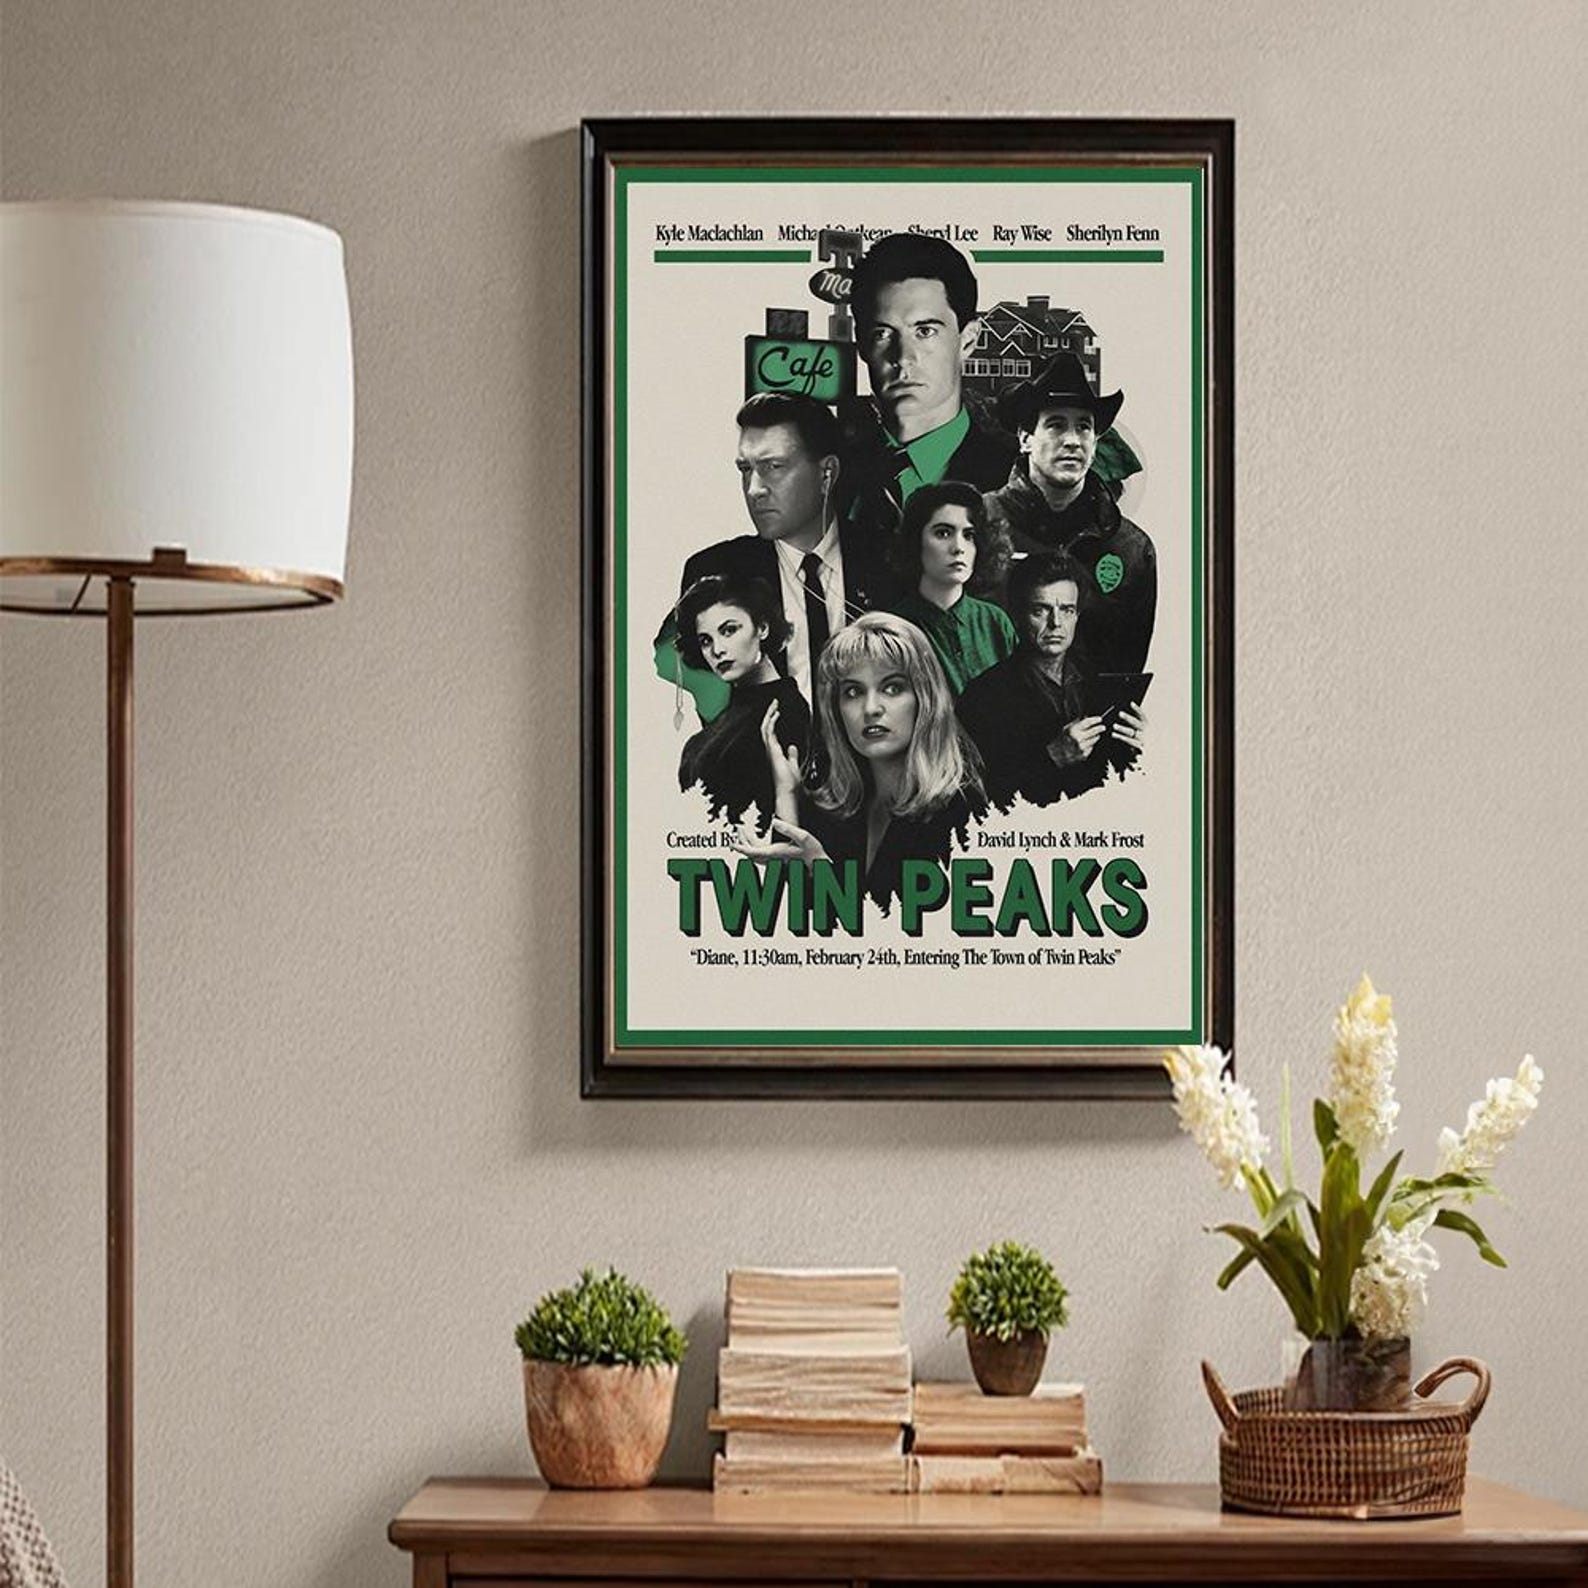 Kyle Maclachlan Sheryl Lee Ray Wise Sherilyn Fenn
RR
Cafe
Created By David Lynch & Mark Frost
TWIN PEAKS
“Diane, 11:30am, February 24th, Entering The Town of Twin Peaks”